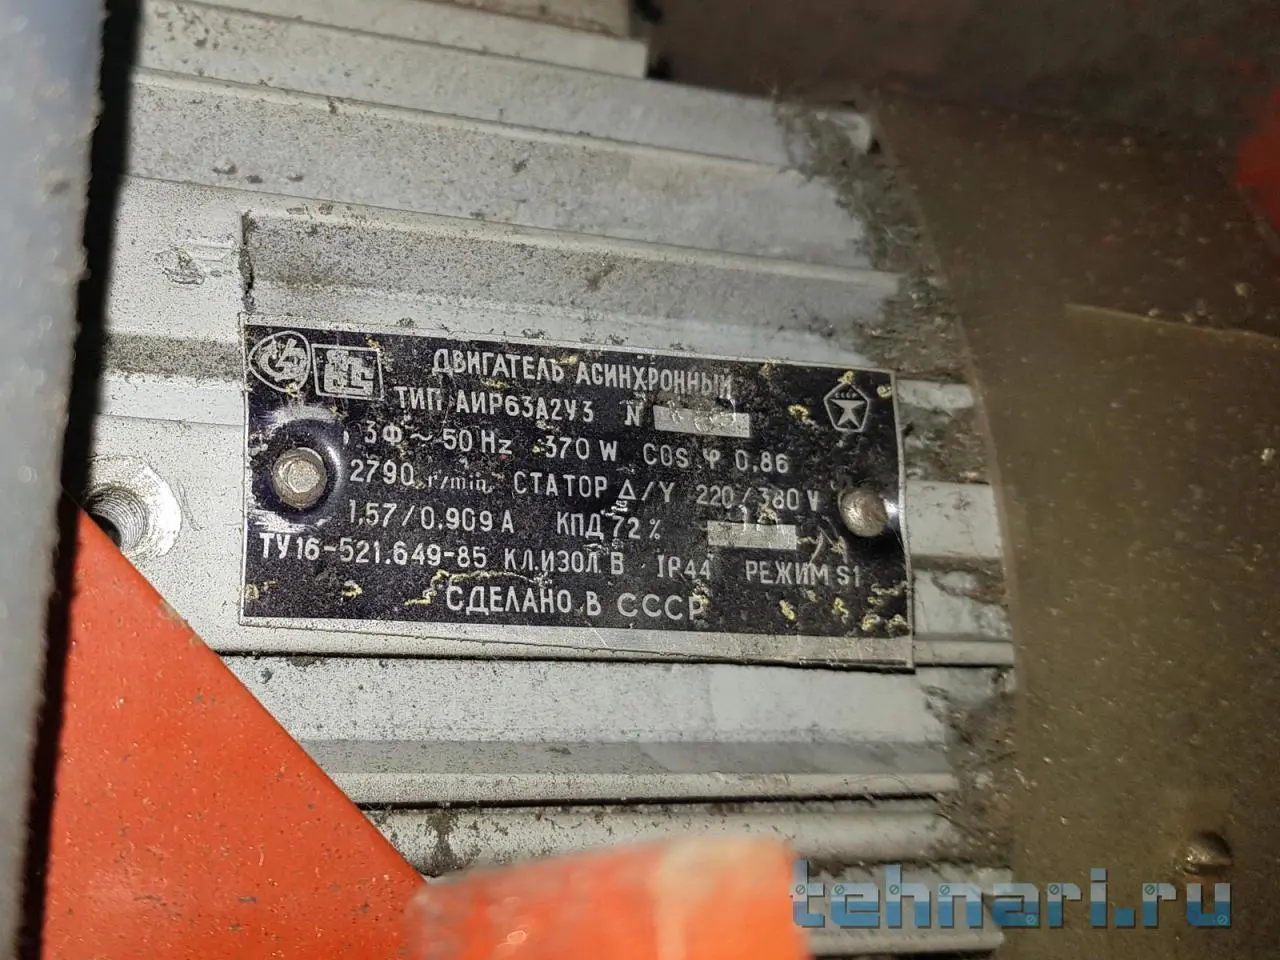 ДВИГАТЕЛЬ АСИНХРОННЫЙ
ТИП АИР63А2У3 N
СССР
3Ф ~ 50 Hz 370 W COS φ 0,86
2790 r/min, СТАТОР Δ/Y 220/380 V
1,57/0,909 А КПД 72 %
ТУ16-521.649-85 КЛ.ИЗОЛ В IP44 РЕЖИМ S1
СДЕЛАНО В СССР
tehnari.ru